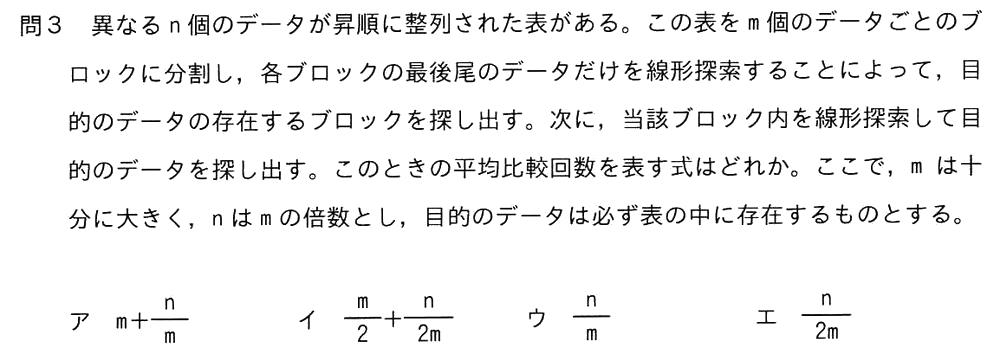 問3 異なるn個のデータが昇順に整列された表がある。この表をm個のデータごとのブ
ロックに分割し，各ブロックの最後尾のデータだけを線形探索することによって，目
的のデータの存在するブロックを探し出す。次に，当該ブロック内を線形探索して目
的のデータを探し出す。このときの平均比較回数を表す式はどれか。ここで，mは十
分に大きく，nはmの倍数とし，目的のデータは必ず表の中に存在するものとする。
ア m+n/m イ m/2+n/2m ウ n/m エ n/2m